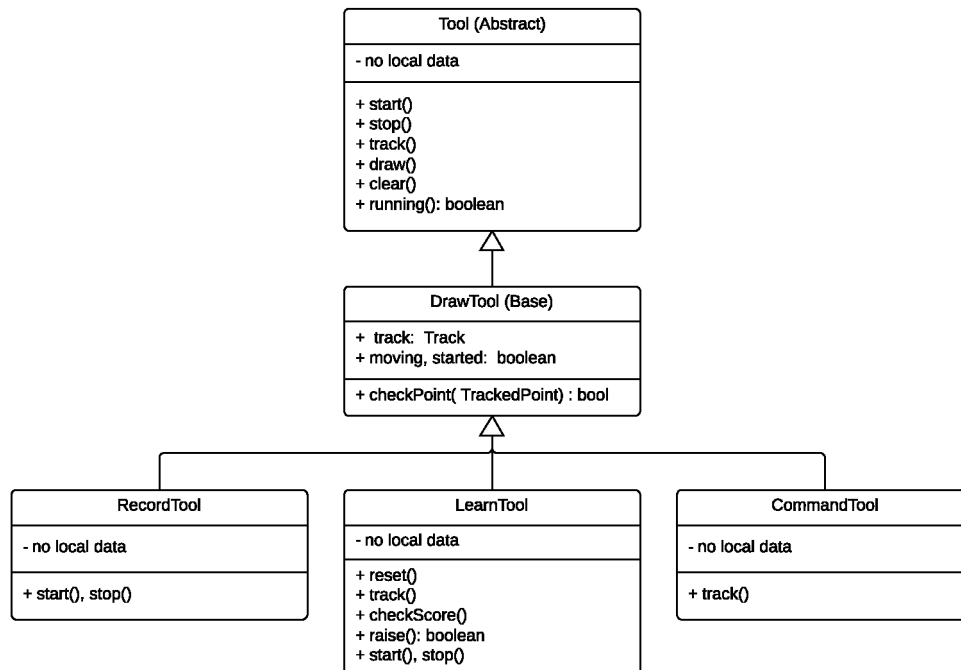 Tool (Abstract)
- no local data
+ start()
+ stop()
+ track()
+ draw()
+ clear()
+ running(): boolean
DrawTool (Base)
+ track: Track
+ moving, started: boolean
+ checkPoint( TrackedPoint) : bool
RecordTool
- no local data
+ start(), stop()
LearnTool
- no local data
+ reset()
+ track()
+ checkScore()
+ raise(): boolean
+ start(), stop()
CommandTool
- no local data
+ track()